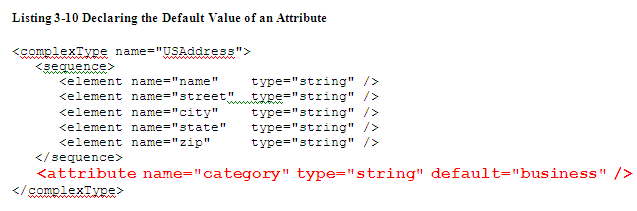 Listing 3-10 Declaring the Default Value of an Attribute
<complexType name="USAddress">
<sequence>
<element name="name" type="string" />
<element name="street" type="string" />
<element name="city" type="string" />
<element name="state" type="string" />
<element name="zip" type="string" />
</sequence>
<attribute name="category" type="string" default="business" />
</complexType>